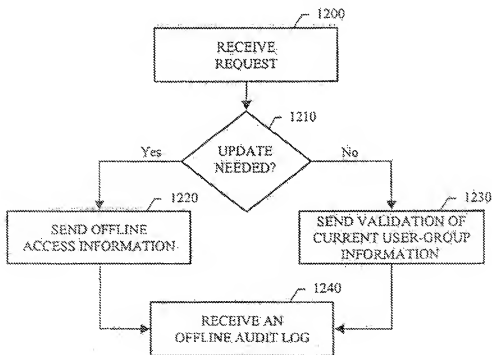 1200
RECEIVE
REQUEST
1210
UPDATE
NEEDED?
Yes
No
1220
SEND OFFLINE
ACCESS INFORMATION
1230
SEND VALIDATION OF
CURRENT USER-GROUP
INFORMATION
1240
RECEIVE AN
OFFLINE AUDIT LOG